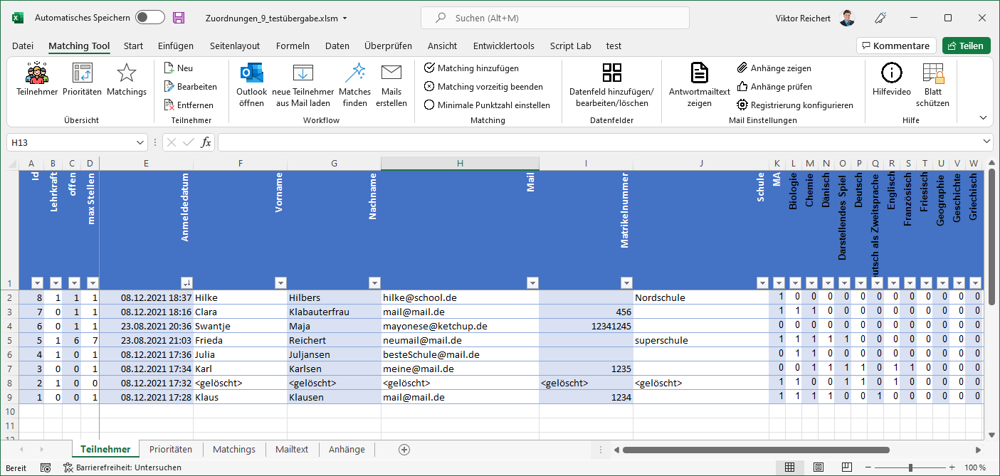 Automatisches Speichern Zuordnungen_9_testübergabe.xlsm Suchen (Alt+M) Viktor Reichert
Datei Matching Tool Start Einfügen Seitenlayout Formeln Daten Überprüfen Ansicht Entwicklertools Script Lab test Kommentare Teilen
Teilnehmer Prioritäten Matchings
Übersicht
Neu
Bearbeiten
Entfernen
Teilnehmer
Outlook öffnen
neue Teilnehmer aus Mail laden
Matches finden
Mails erstellen
Workflow
Matching hinzufügen
Matching vorzeitig beenden
Minimale Punktzahl einstellen
Matching
Datenfeld hinzufügen/
bearbeiten/löschen
Datenfelder
Antwortmailtext
zeigen
Anhänge zeigen
Anhänge prüfen
Registrierung konfigurieren
Mail Einstellungen
Hilfevideo
Blatt schützen
Hilfe
H13 fx
A B C D E F G H I J K L M N O P Q R S T U V W
1 Id Lehrkraft offen max Stellen Anmeldedatum Vorname Nachname Mail Matrikelnummer Schule MA Biologie Chemie Dänisch Darstellendes Spiel Deutsch utsch als Zweitsprache Englisch Französisch Friesisch Geographie Geschichte Griechisch
2 8 1 1 1 08.12.2021 18:37 Hilke Hilbers hilke@school.de Nordschule 1 0 0 0 0 0 0 0 0 0 0 0 0
3 7 0 1 1 08.12.2021 18:16 Clara Klabauterfrau mail@mail.de 456 1 1 1 0 0 0 0 0 0 0 0 0 0
4 6 0 1 1 23.08.2021 20:36 Swantje Maja mayonese@ketchup.de 12341245 0 0 0 0 0 0 0 0 0 0 0 0 0
5 5 1 6 7 23.08.2021 21:03 Frieda Reichert neumail@mail.de superschule 1 1 1 1 1 0 0 0 0 0 0 0 0
6 4 1 0 1 08.12.2021 17:36 Julia Juljansen besteSchule@mail.de 0 1 1 0 0 0 0 0 0 0 0 0 0
7 3 0 0 1 08.12.2021 17:34 Karl Karlsen meine@mail.de 1235 0 0 1 1 1 1 0 1 1 0 0 0 0
8 2 1 0 0 08.12.2021 17:32 <gelöscht> <gelöscht> <gelöscht> <gelöscht> <gelöscht> 1 1 0 0 1 1 0 1 0 0 0 0 0
9 1 0 0 1 08.12.2021 17:28 Klaus Klausen mail@mail.de 1234 1 1 1 1 0 0 1 0 0 0 0 0 0
10
11
Teilnehmer Prioritäten Matchings Mailtext Anhänge
Bereit Barrierefreiheit: Untersuchen 100 %